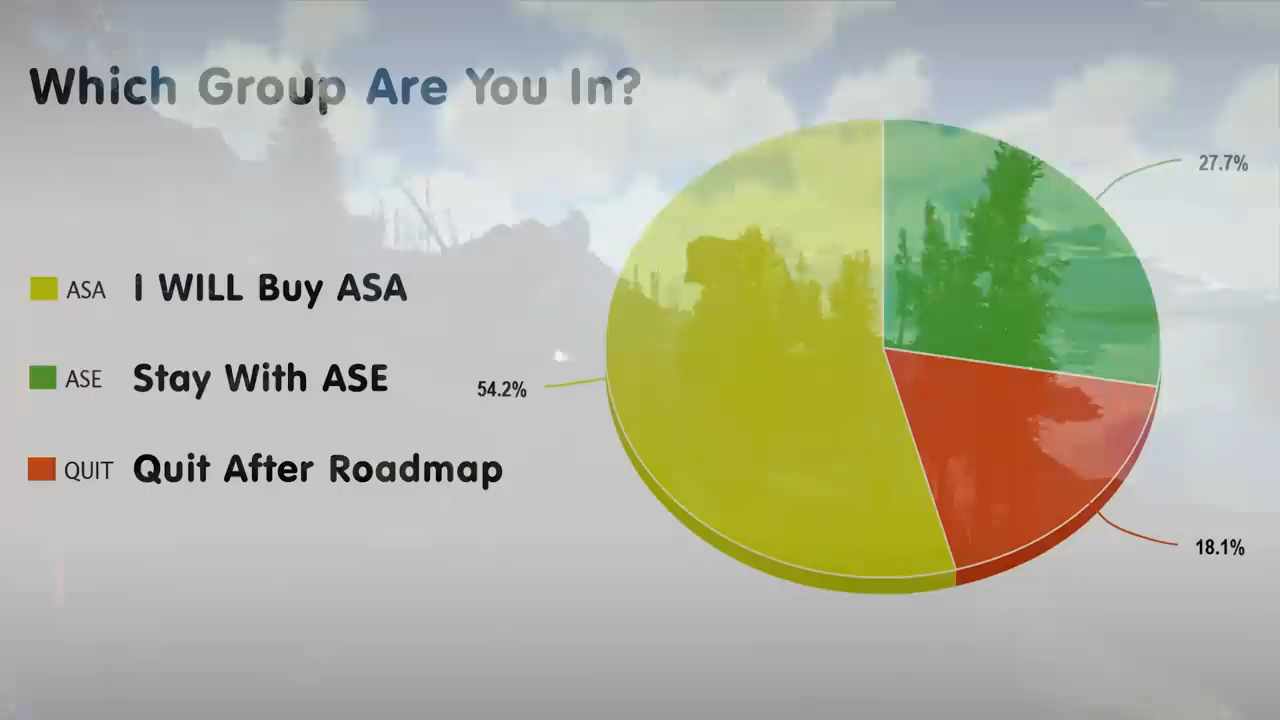 Which Group Are You In?
27.7%
ASA I WILL Buy ASA
ASE Stay With ASE
54.2%
QUIT Quit After Roadmap
18.1%